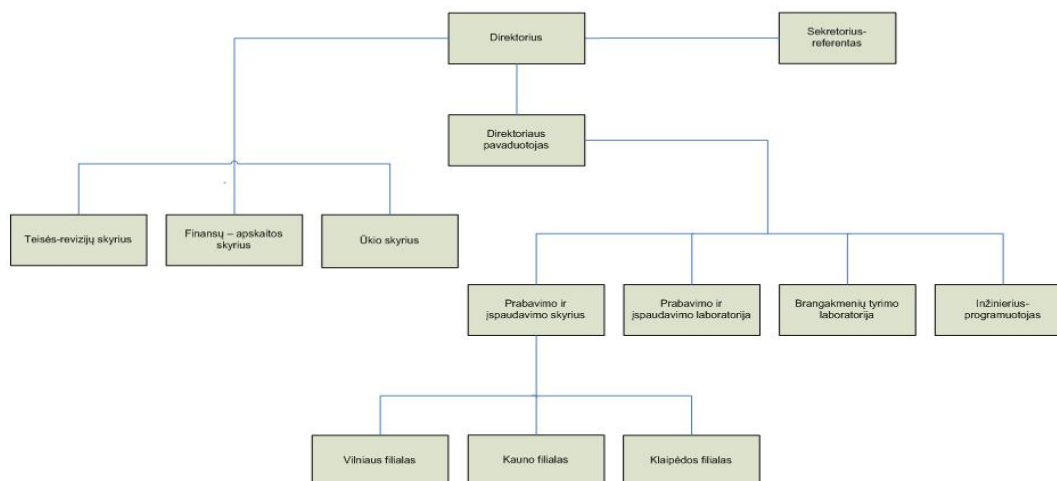 Direktorius
Sekretorius-
referentas
Direktoriaus
pavaduotojas
Teisės-revizijų skyrius
Finansų – apskaitos
skyrius
Ūkio skyrius
Prabavimo ir
įspaudavimo skyrius
Prabavimo ir
įspaudavimo laboratorija
Brangakmenių tyrimo
laboratorija
Inžinierius-
programuotojas
Vilniaus filialas
Kauno filialas
Klaipėdos filialas